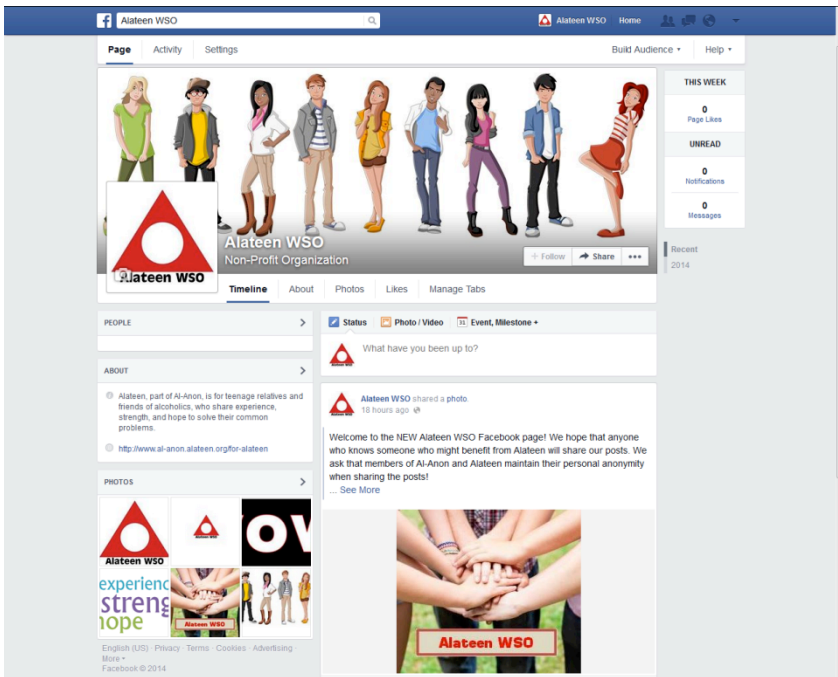 Alateen WSO
Alateen WSO Home
Page Activity Settings Build Audience Help
THIS WEEK
0
Page Likes
UNREAD
0
Notifications
0
Messages
Recent
2014
Alateen WSO
Alateen WSO
Non-Profit Organization
+ Follow Share •••
Timeline About Photos Likes Manage Tabs
PEOPLE
ABOUT
Alateen, part of Al-Anon, is for teenage relatives and
friends of alcoholics, who share experience,
strength, and hope to solve their common
problems.
http://www.al-anon.alateen.org/for-alateen
PHOTOS
Alateen WSO
Alateen WSO
OW
experienc
streng
hope
Alateen WSO
English (US) · Privacy · Terms · Cookies · Advertising ·
More
Facebook © 2014
Status Photo / Video 31 Event, Milestone +
What have you been up to?
Alateen WSO
Alateen WSO shared a photo.
18 hours ago
Alateen WSO
Welcome to the NEW Alateen WSO Facebook page! We hope that anyone
who knows someone who might benefit from Alateen will share our posts. We
ask that members of Al-Anon and Alateen maintain their personal anonymity
when sharing the posts!
... See More
Alateen WSO